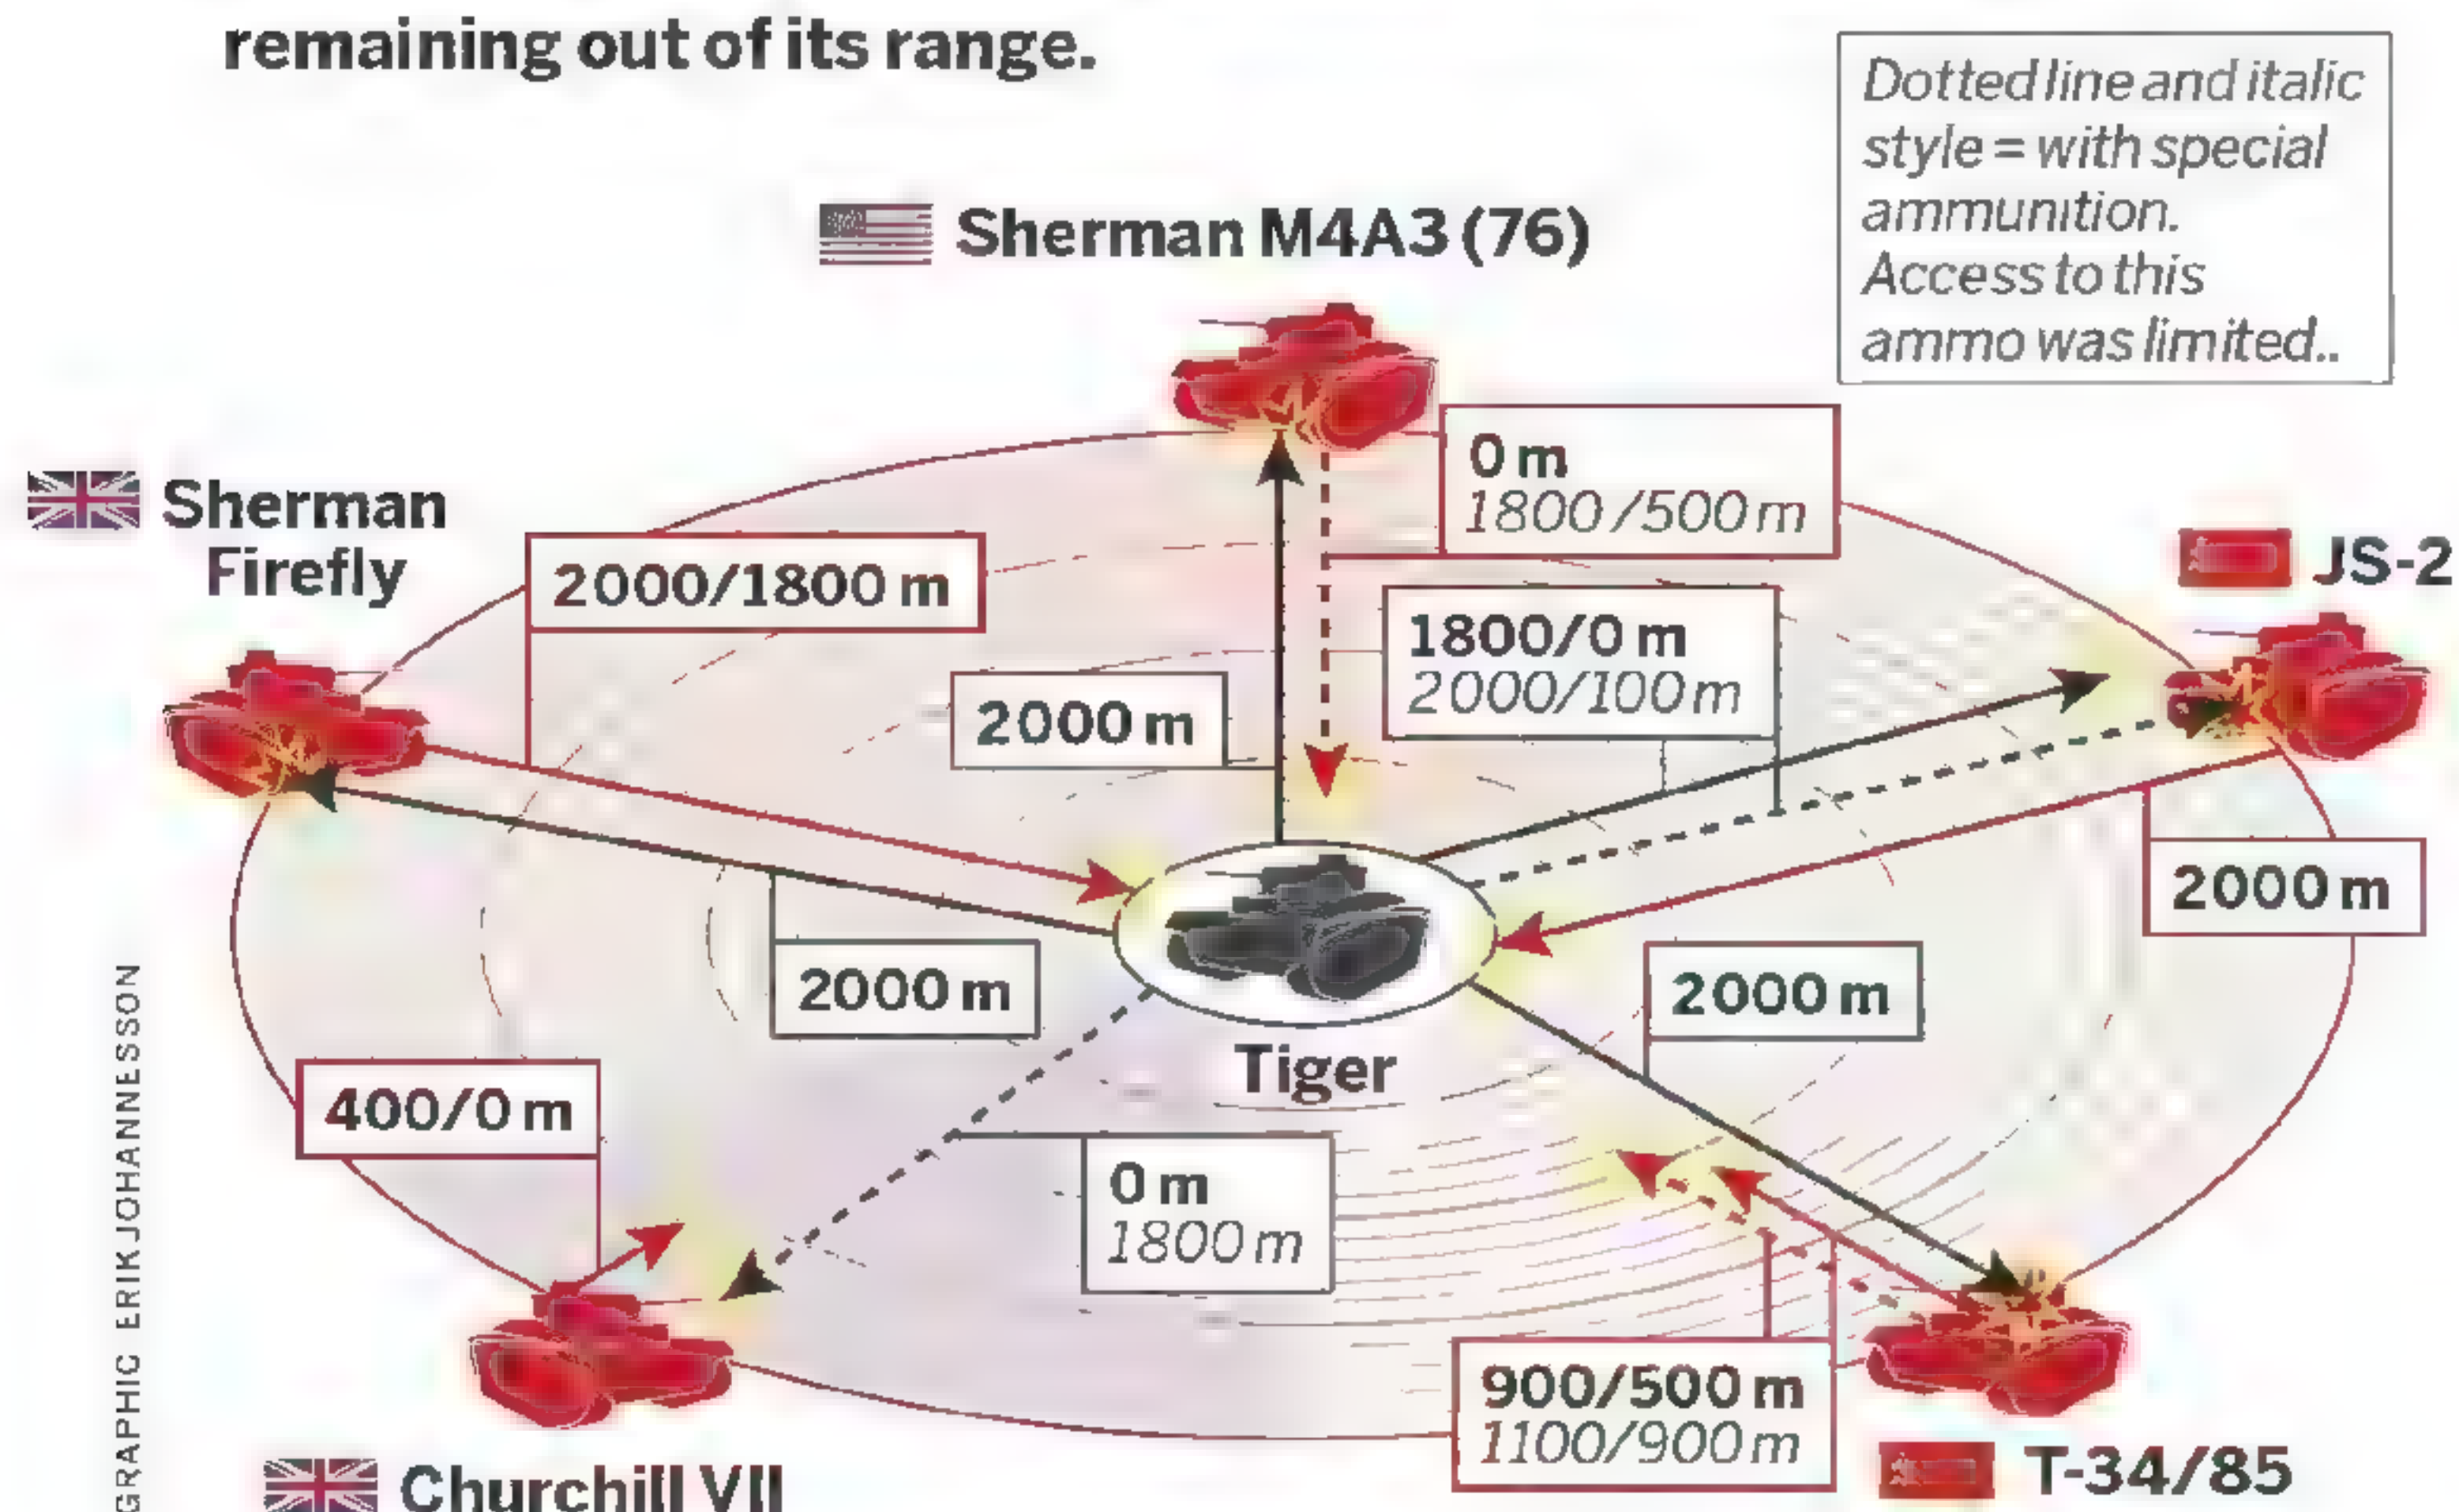 remaining out of its range.
Dotted line and italic
style = with special
ammunition.
Access to this
ammo was limited..
Sherman M4A3 (76)
0 m
1800/500 m
Sherman
Firefly
2000/1800 m
JS-2
1800/0 m
2000/100 m
2000 m
2000 m
2000 m
2000 m
Tiger
400/0 m
0 m
1800 m
900/500 m
1100/900 m
T-34/85
Churchill VII
GRAPHIC ERIK JOHANNESSON